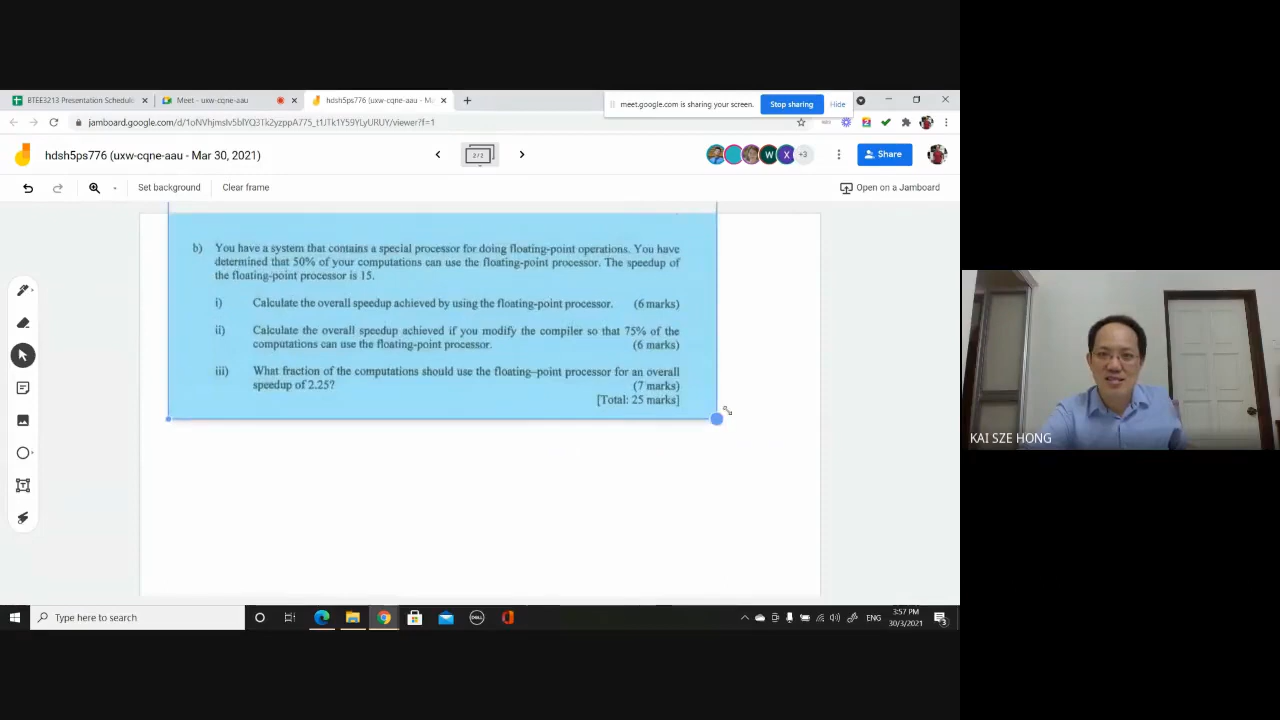 BTEE3213 Presentation Schedulin
Meet - uxw-cqne-aau
hdsh5ps776 (uxw-cqne-aau - Ma
meet.google.com is sharing your screen.
Stop sharing
Hide
hdsh5ps776 (uxw-cqne-aau - Mar 30, 2021)
2 / 2
W
X
+3
Share
Set background
Clear frame
Open on a Jamboard
b) You have a system that contains a special processor for doing floating-point operations. You have
determined that 50% of your computations can use the floating-point processor. The speedup of
the floating-point processor is 15.
i) Calculate the overall speedup achieved by using the floating-point processor. (6 marks)
ii) Calculate the overall speedup achieved if you modify the compiler so that 75% of the
computations can use the floating-point processor. (6 marks)
iii) What fraction of the computations should use the floating–point processor for an overall
speedup of 2.25? (7 marks)
[Total: 25 marks]
KAI SZE HONG
Type here to search
DELL
ENG
3:57 PM
30/3/2021
3